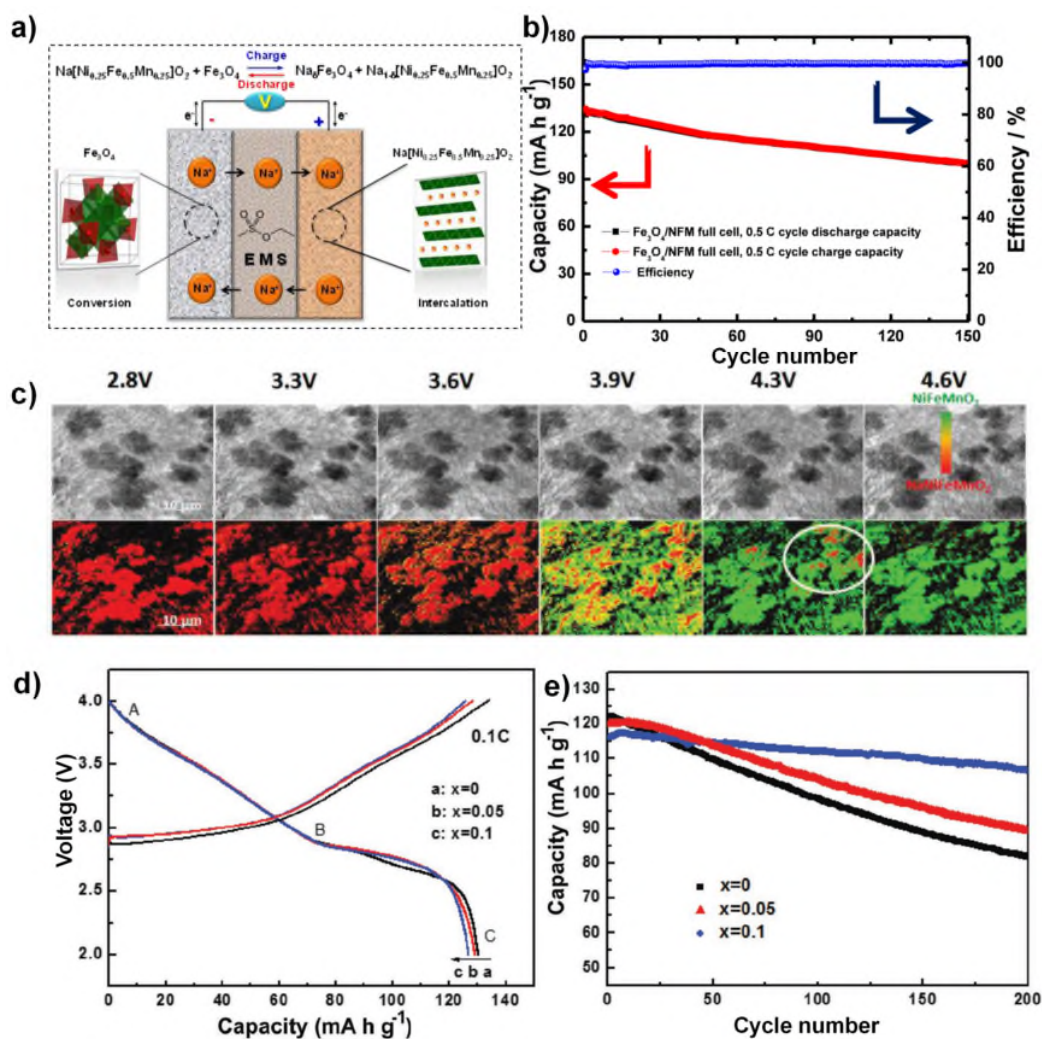 a)
Na[Ni0.25Fe0.5Mn0.25]O2 + Fe3O4 Charge Discharge NaδFe3O4 + Na1-δ[Ni0.25Fe0.5Mn0.25]O2
e- V e-
- +
Fe3O4
Na[Ni0.25Fe0.5Mn0.25]O2
Na+ Na+ Na+
O O
S
O O
EMS
Na+ Na+ Na+
Conversion
Intercalation
b)
Capacity (mA h g-1)
180
150
120
90
60
30
0
Efficiency / %
100
80
60
40
20
0
Fe3O4/NFM full cell, 0.5 C cycle discharge capacity
Fe3O4/NFM full cell, 0.5 C cycle charge capacity
Efficiency
0 30 60 90 120 150
Cycle number
c)
2.8V 3.3V 3.6V 3.9V 4.3V 4.6V
NiFeMnO2
NaNiFeMnO2
10 μm
10 μm
d)
Voltage (V)
4.0
3.5
3.0
2.5
2.0
A
B
C
0.1C
a: x=0
b: x=0.05
c: x=0.1
c b a
0 20 40 60 80 100 120 140
Capacity (mA h g-1)
e)
Capacity (mA h g-1)
130
120
110
100
90
80
70
60
50
x=0
x=0.05
x=0.1
0 50 100 150 200
Cycle number